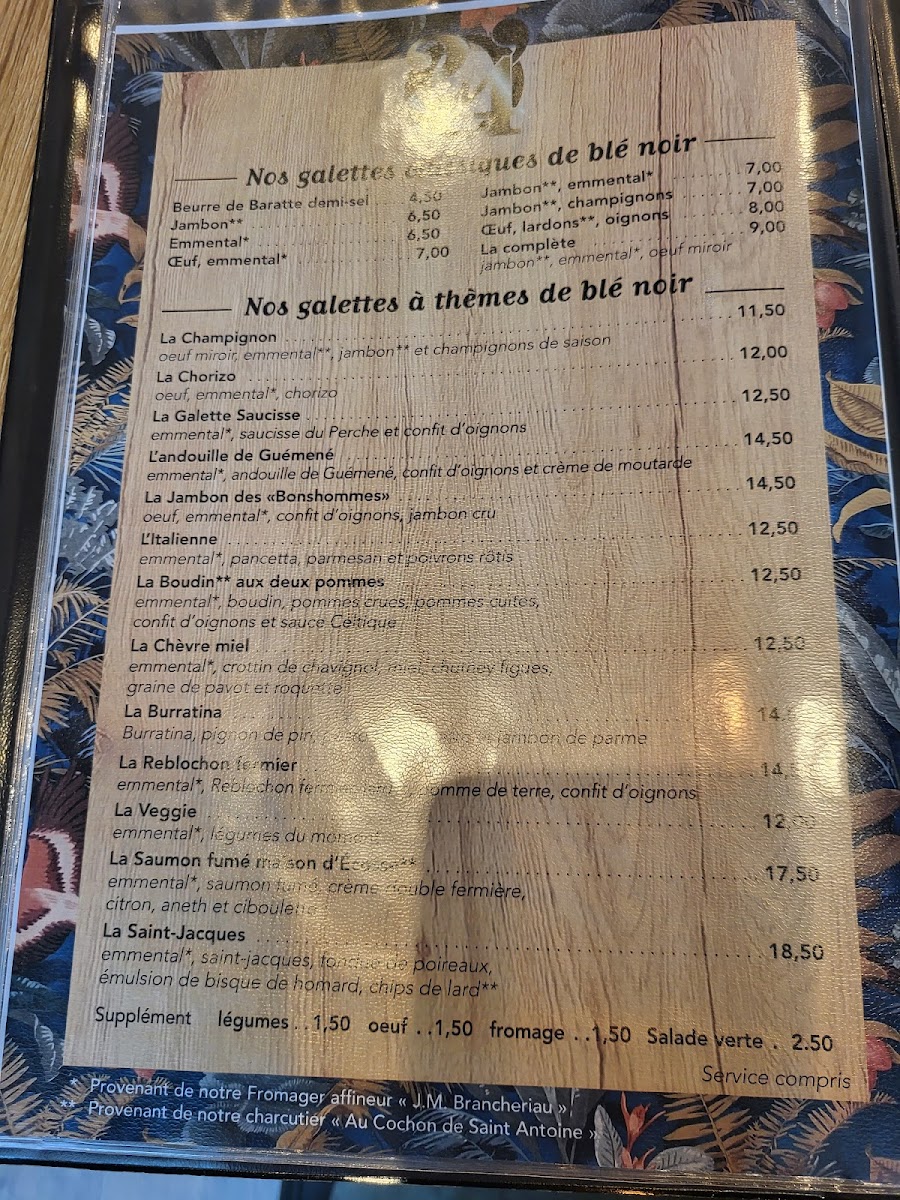 Nos galettes classiques de blé noir
Beurre de Baratte demi-sel 4,50
Jambon** 6,50
Emmental* 6,50
Œuf, emmental* 7,00
Jambon**, emmental* 7,00
Jambon**, champignons 7,00
Œuf, lardons**, oignons 8,00
La complète 9,00
jambon**, emmental*, oeuf miroir
Nos galettes à thèmes de blé noir
La Champignon 11,50
oeuf miroir, emmental**, jambon** et champignons de saison
La Chorizo 12,00
oeuf, emmental*, chorizo
La Galette Saucisse 12,50
emmental*, saucisse du Perche et confit d'oignons
L'andouille de Guémené 14,50
emmental*, andouille de Guémené, confit d'oignons et crème de moutarde
La Jambon des «Bonshommes» 14,50
oeuf, emmental*, confit d'oignons, jambon cru
L'Italienne 12,50
emmental*, pancetta, parmesan et poivrons rôtis
La Boudin** aux deux pommes 12,50
emmental*, boudin, pommes crues, pommes cuites,
confit d'oignons et sauce Celtique
La Chèvre miel 12,50
emmental*, crottin de chavignol, miel, chutney figues,
graine de pavot et roquette
La Burratina
Burratina, pignon de pin, jambon de parme
La Reblochon fermier
emmental*, Reblochon fermier, pomme de terre, confit d'oignons
La Veggie 12,00
emmental*, légumes du moment
La Saumon fumé maison d'Écosse** 17,50
emmental*, saumon fumé, crème double fermière,
citron, aneth et ciboulette
La Saint-Jacques 18,50
emmental*, saint-jacques, fondue de poireaux,
émulsion de bisque de homard, chips de lard**
Supplément légumes . . 1,50 oeuf . . 1,50 fromage . . 1,50 Salade verte . 2.50
Service compris
* Provenant de notre Fromager affineur « J.M. Brancheriau »
** Provenant de notre charcutier « Au Cochon de Saint Antoine »